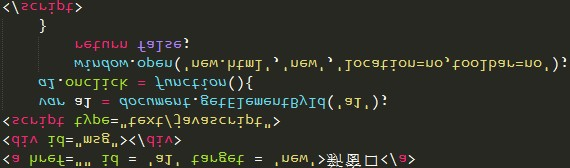 <a href="" id = 'a1' target = 'new'>新窗口</a>
<div id="msg"></div>
<script type="text/javascript">
var a1 = document.getElementById('a1');
a1.onclick = function(){
window.open('new.html','new','location=no,toolbar=no');
return false;
}
</script>